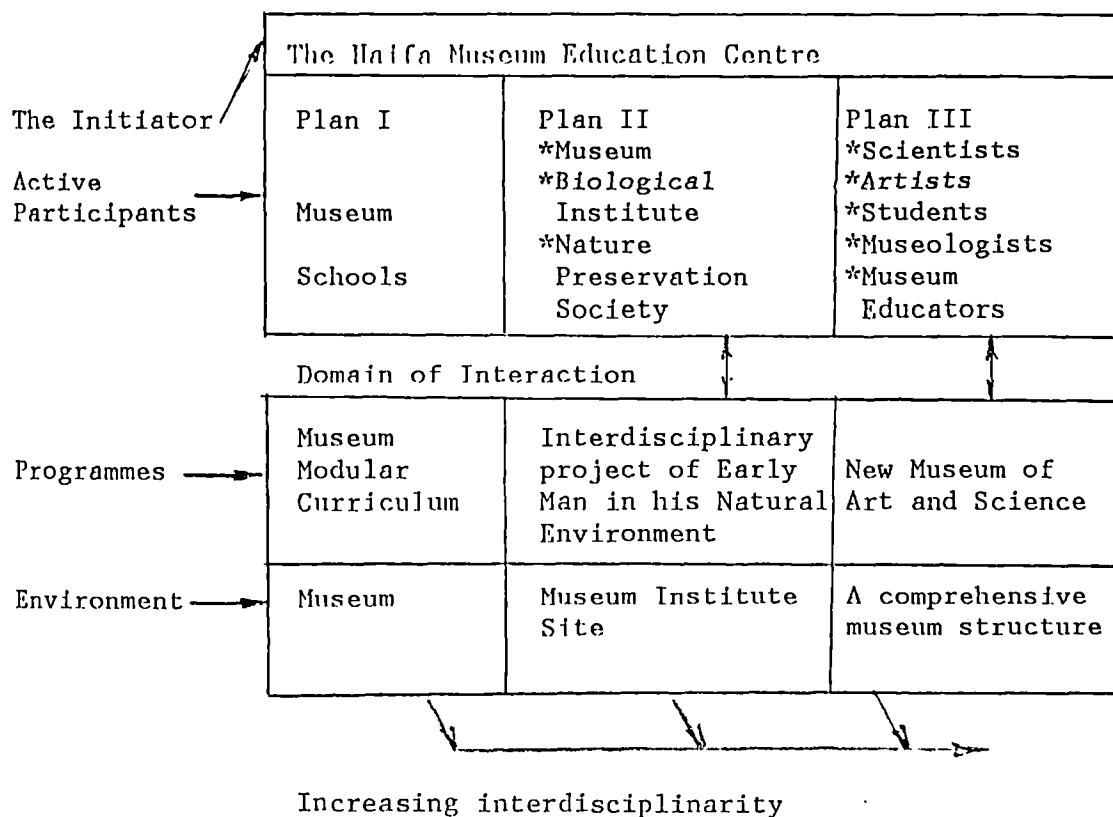 The Haifa Museum Education Centre
The Initiator Plan I Plan II Plan III
*Museum *Scientists
Active *Biological *Artists
Participants Museum Institute *Students
*Nature *Museologists
Schools Preservation *Museum
Society Educators
Domain of Interaction
Museum Interdisciplinary
Programmes Modular project of Early New Museum of
Curriculum Man in his Natural Art and Science
Environment
Environment Museum Museum Institute A comprehensive
Site museum structure
Increasing interdisciplinarity